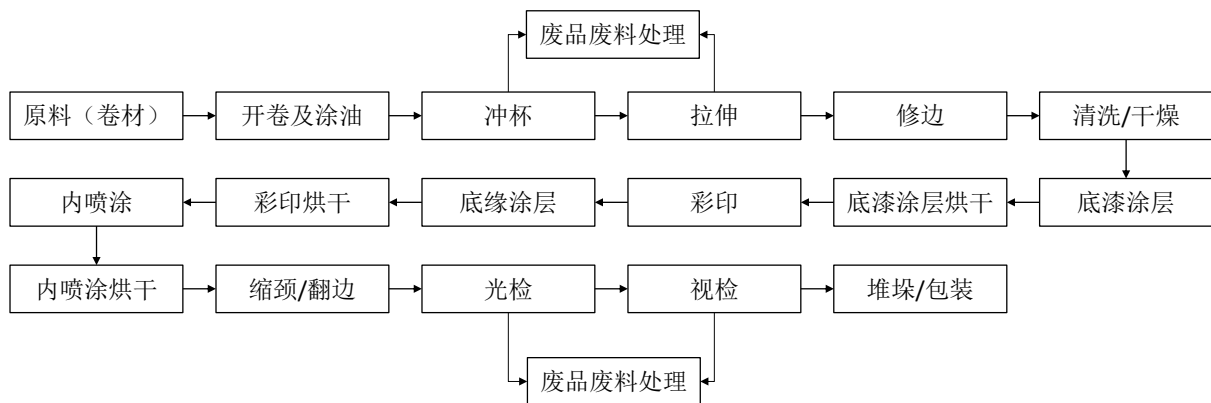 废品废料处理
原料（卷材）
开卷及涂油
冲杯
拉伸
修边
清洗/干燥
内喷涂
彩印烘干
底缘涂层
彩印
底漆涂层烘干
底漆涂层
内喷涂烘干
缩颈/翻边
光检
视检
堆垛/包装
废品废料处理